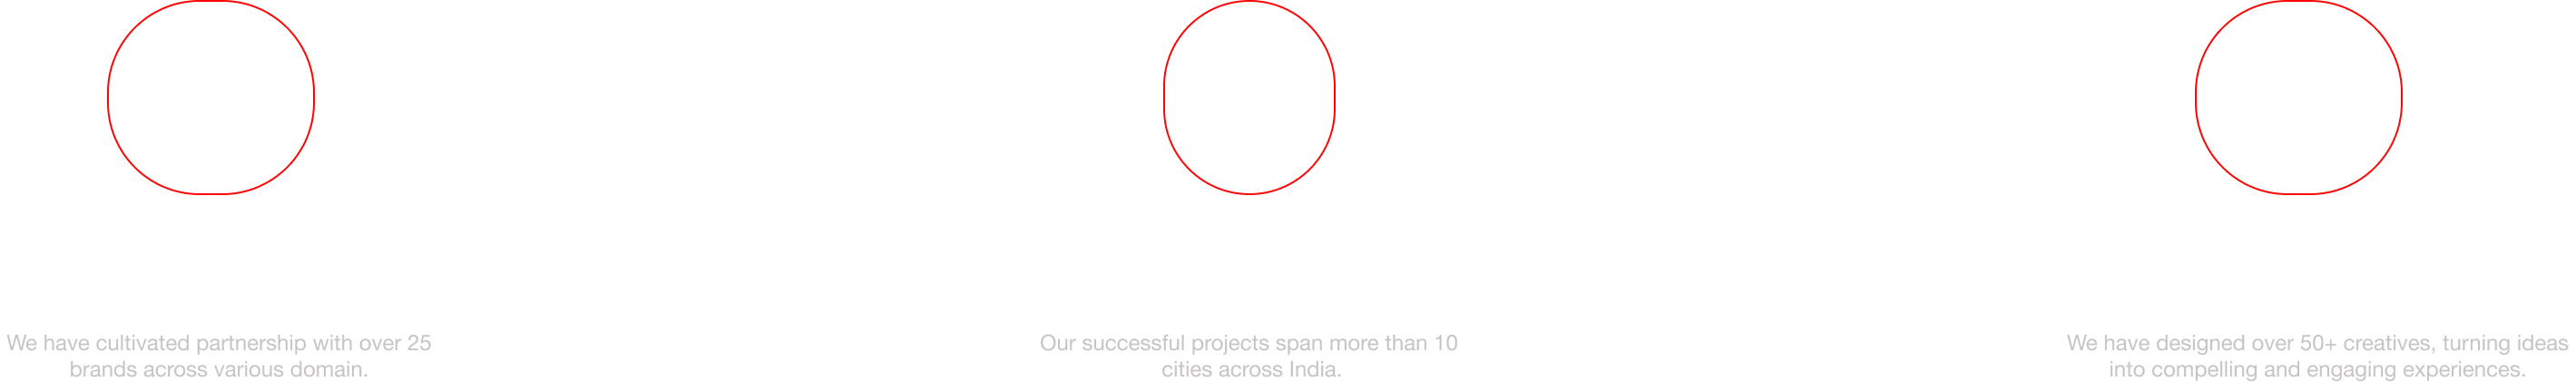 We have cultivated partnership with over 25
brands across various domain.
Our successful projects span more than 10
cities across India.
We have designed over 50+ creatives, turning ideas
into compelling and engaging experiences.